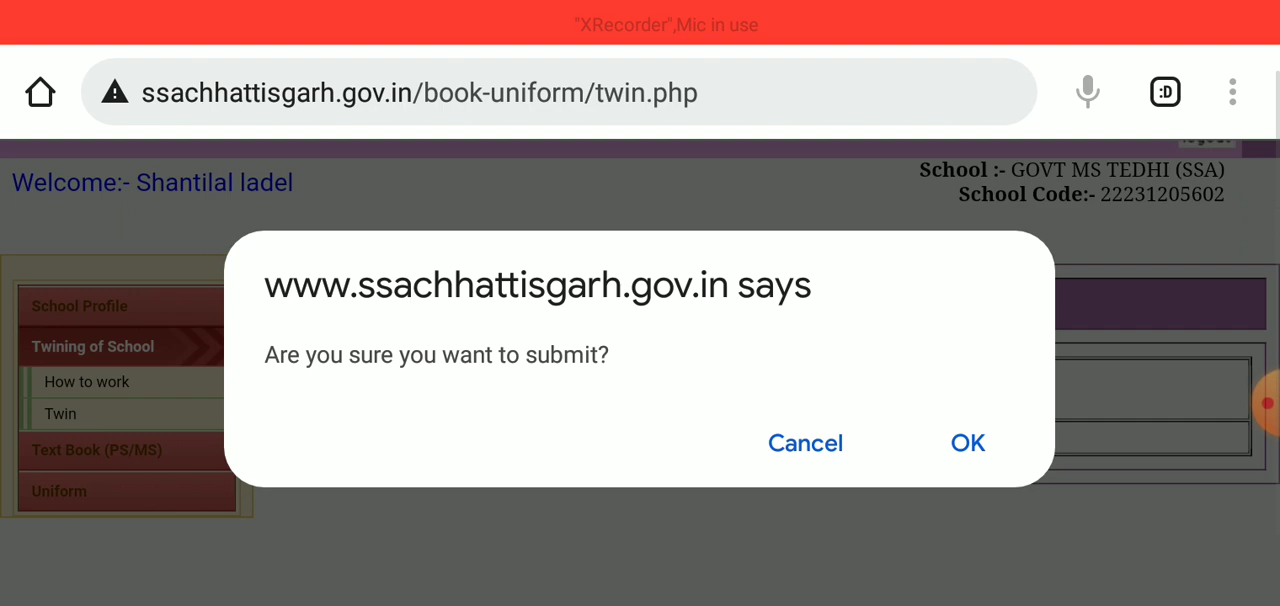 "XRecorder",Mic in use
ssachhattisgarh.gov.in/book-uniform/twin.php
:D
Welcome:- Shantilal ladel
School :- GOVT MS TEDHI (SSA)
School Code:- 22231205602
www.ssachhattisgarh.gov.in says
Are you sure you want to submit?
Cancel
OK
School Profile
Twining of School
How to work
Twin
Text Book (PS/MS)
Uniform